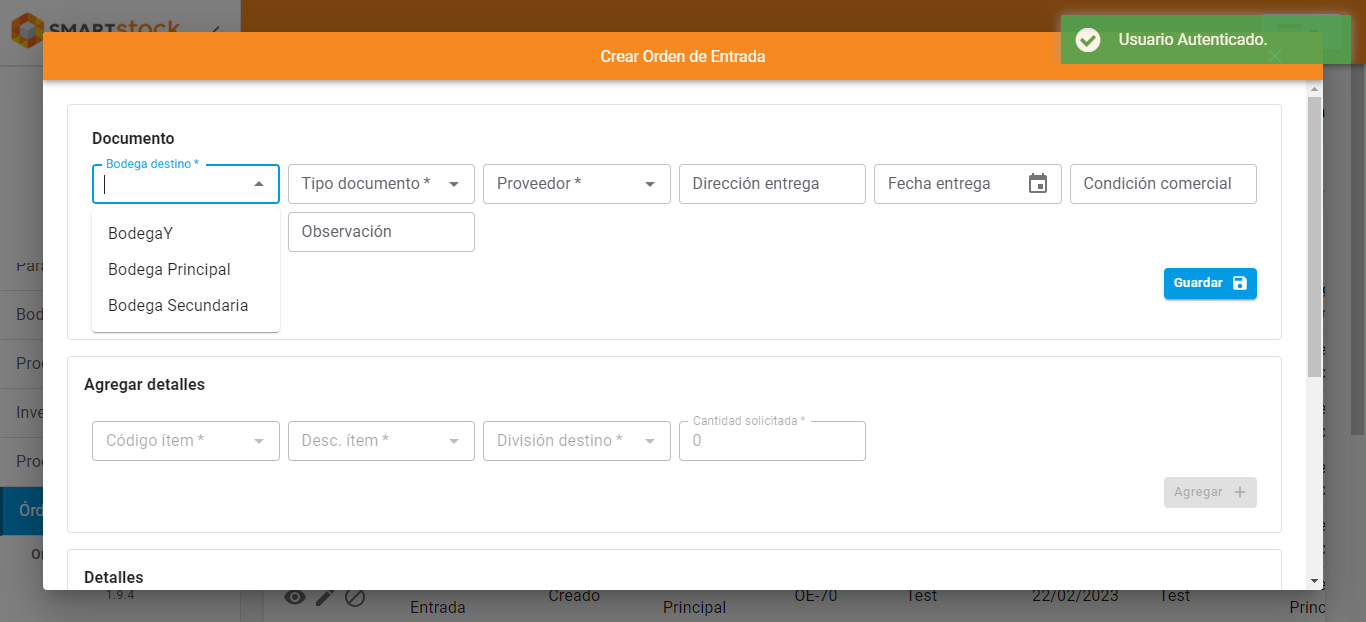 SMARTstock
Usuario Autenticado.
Crear Orden de Entrada
Documento
Bodega destino *
Tipo documento *
Proveedor *
Dirección entrega
Fecha entrega
Condición comercial
BodegaY
Bodega Principal
Bodega Secundaria
Observación
Guardar
Agregar detalles
Código ítem *
Desc. ítem *
División destino *
Cantidad solicitada *
0
Agregar
Detalles
Para
Bod
Prod
Inve
Prod
Órd
Or
1.9.4
Entrada
Creado
Principal
OE-70
Test
22/02/2023
Test
Princ